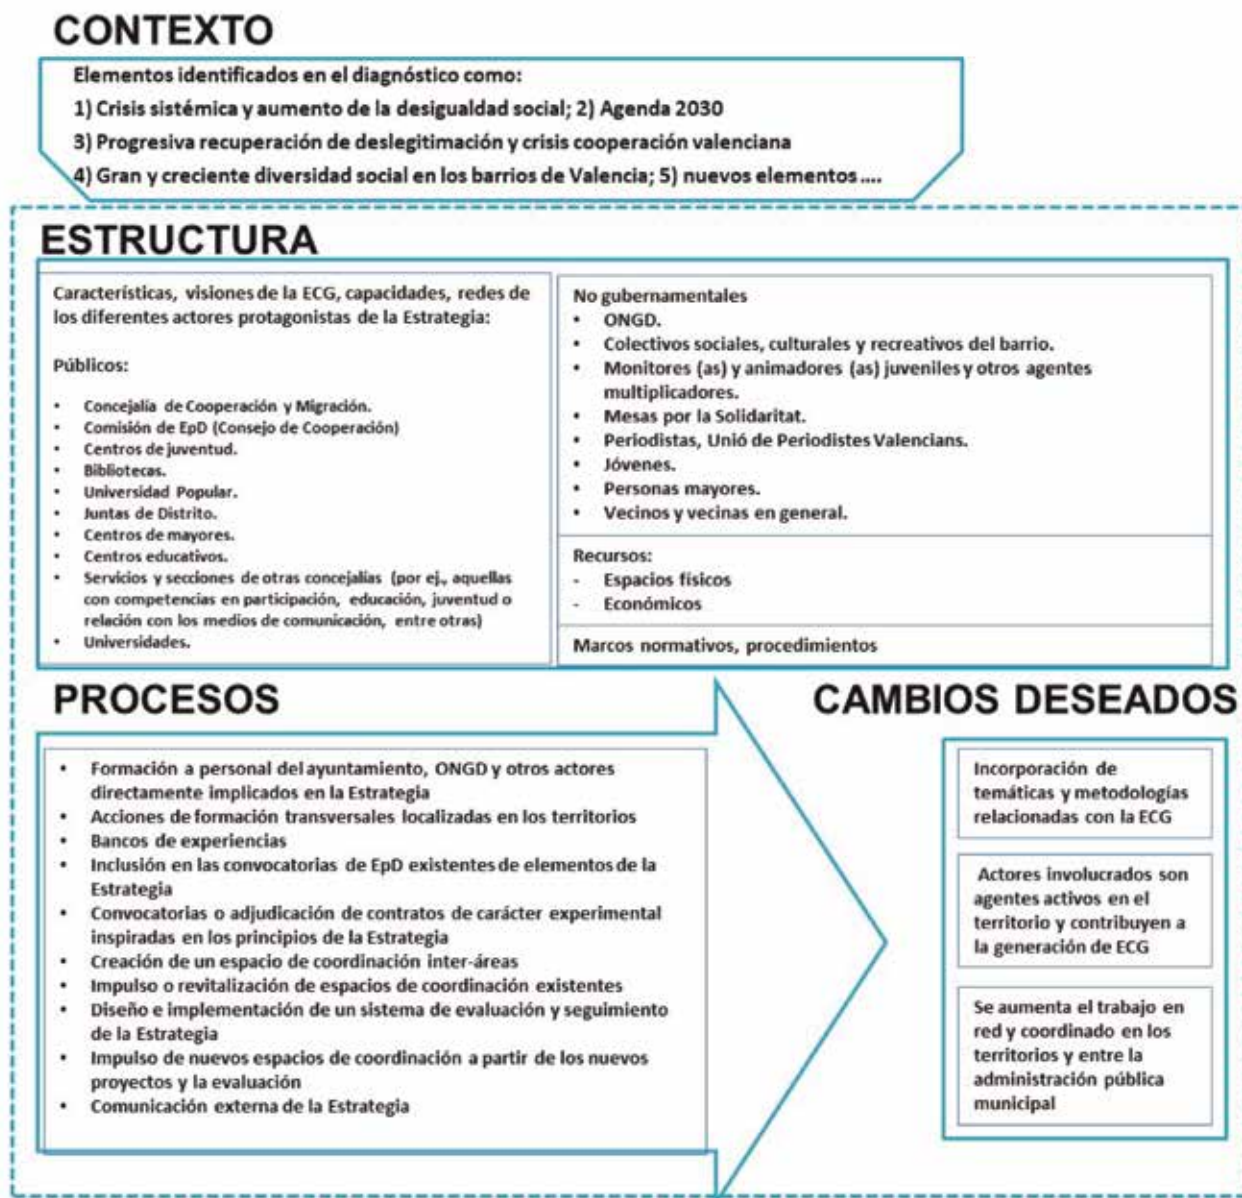 CONTEXTO
Elementos identificados en el diagnóstico como:
1) Crisis sistémica y aumento de la desigualdad social; 2) Agenda 2030
3) Progresiva recuperación de deslegitimación y crisis cooperación valenciana
4) Gran y creciente diversidad social en los barrios de Valencia; 5) nuevos elementos ....
ESTRUCTURA
Características, visiones de la ECG, capacidades, redes de
los diferentes actores protagonistas de la Estrategia:
Públicos:
• Concejalía de Cooperación y Migración.
• Comisión de EpD (Consejo de Cooperación)
• Centros de juventud.
• Bibliotecas.
• Universidad Popular.
• Juntas de Distrito.
• Centros de mayores.
• Centros educativos.
• Servicios y secciones de otras concejalías (por ej., aquellas
con competencias en participación, educación, juventud o
relación con los medios de comunicación, entre otras)
• Universidades.
No gubernamentales
• ONGD.
• Colectivos sociales, culturales y recreativos del barrio.
• Monitores (as) y animadores (as) juveniles y otros agentes
multiplicadores.
• Mesas por la Solidaritat.
• Periodistas, Unió de Periodistes Valencians.
• Jóvenes.
• Personas mayores.
• Vecinos y vecinas en general.
Recursos:
- Espacios físicos
- Económicos
Marcos normativos, procedimientos
PROCESOS
• Formación a personal del ayuntamiento, ONGD y otros actores
directamente implicados en la Estrategia
• Acciones de formación transversales localizadas en los territorios
• Bancos de experiencias
• Inclusión en las convocatorias de EpD existentes de elementos de la
Estrategia
• Convocatorias o adjudicación de contratos de carácter experimental
inspiradas en los principios de la Estrategia
• Creación de un espacio de coordinación inter-áreas
• Impulso o revitalización de espacios de coordinación existentes
• Diseño e implementación de un sistema de evaluación y seguimiento
de la Estrategia
• Impulso de nuevos espacios de coordinación a partir de los nuevos
proyectos y la evaluación
• Comunicación externa de la Estrategia
CAMBIOS DESEADOS
Incorporación de
temáticas y metodologías
relacionadas con la ECG
Actores involucrados son
agentes activos en el
territorio y contribuyen a
la generación de ECG
Se aumenta el trabajo en
red y coordinado en los
territorios y entre la
administración pública
municipal